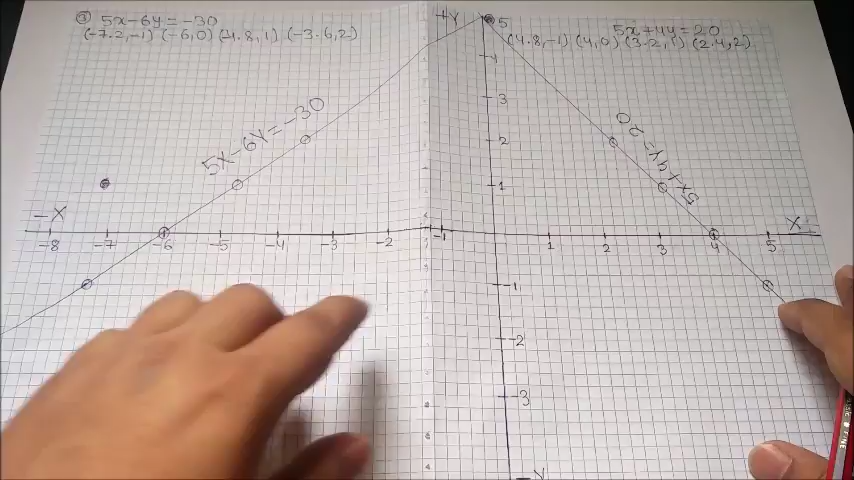 ③ 5x-6y=-30
(-7.2,-1) (-6,0) (4.8,1) (-3.6,2)
5x+4y=20
(4.8,-1) (4,0) (3.2,1) (2.4,2)
+Y
5
4
3
2
1
5X-6Y=-30
5x+4y=20
-X
X
-8 -7 -6 -5 -4 -3 -2 -1 1 2 3 4 5
-1
-2
-3
-Y